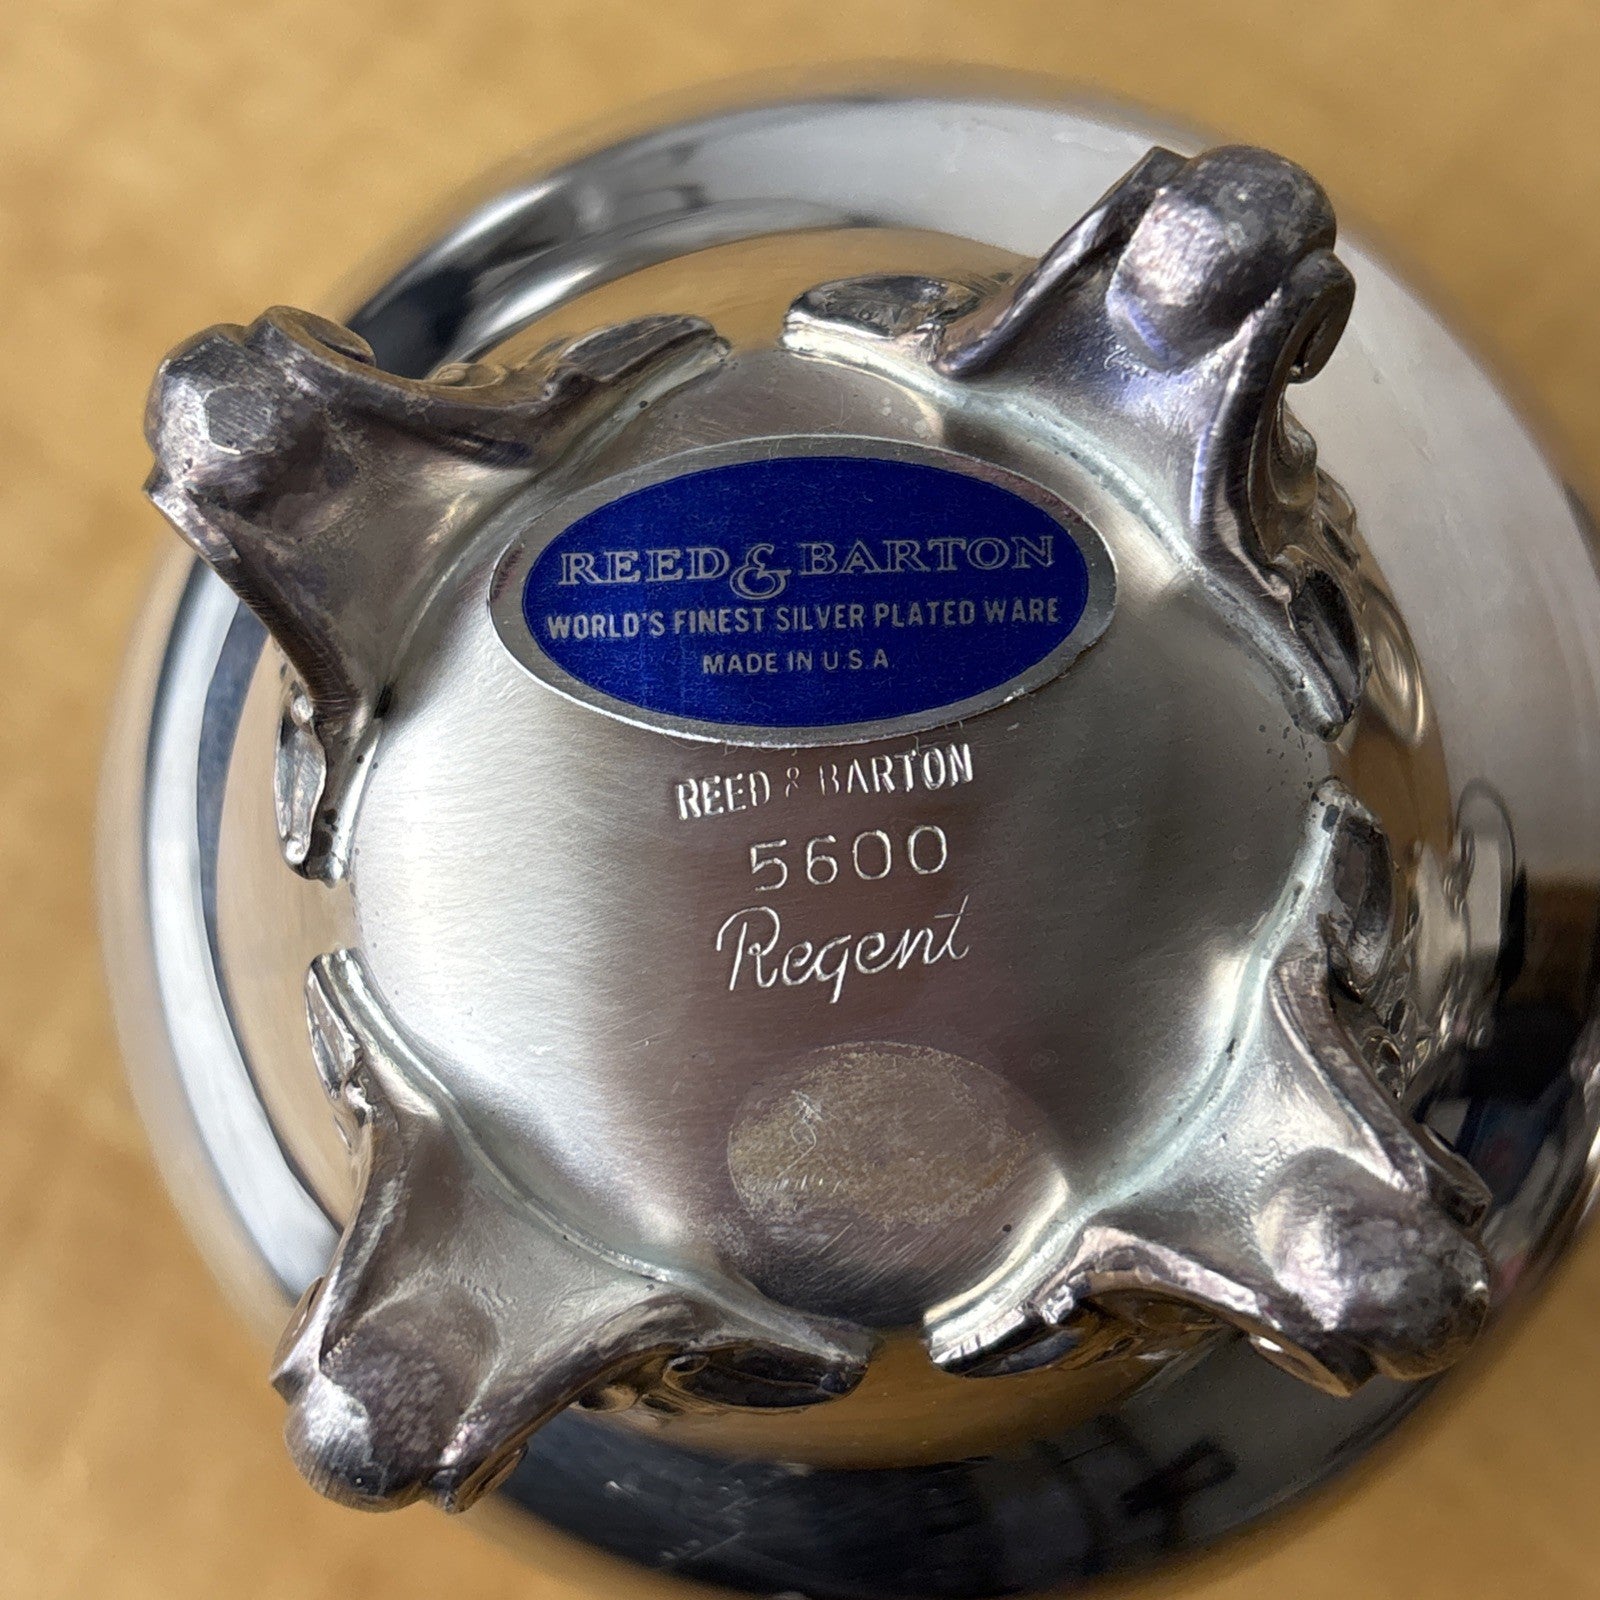 REED & BARTON
WORLD'S FINEST SILVER PLATED WARE
MADE IN U.S.A
REED & BARTON
5600
Regent